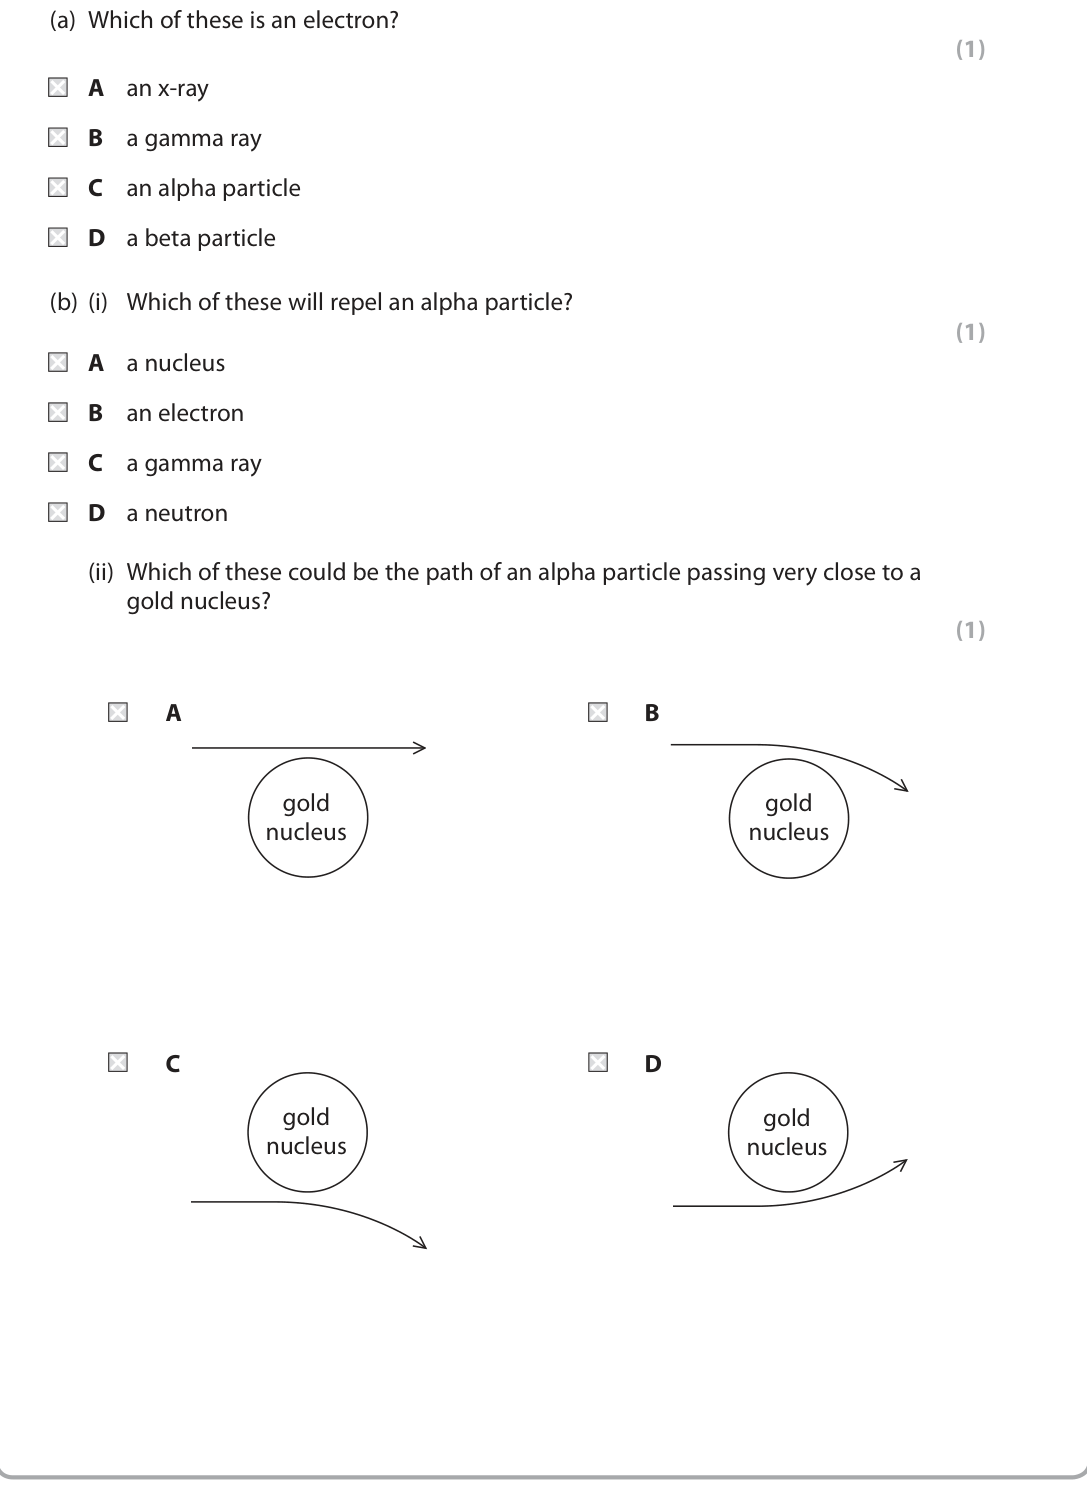 (a) Which of these is an electron?
(1)
A an x-ray
B a gamma ray
C an alpha particle
D a beta particle
(b) (i) Which of these will repel an alpha particle?
(1)
A a nucleus
B an electron
C a gamma ray
D a neutron
(ii) Which of these could be the path of an alpha particle passing very close to a
gold nucleus?
(1)
A
gold
nucleus
B
gold
nucleus
C
gold
nucleus
D
gold
nucleus